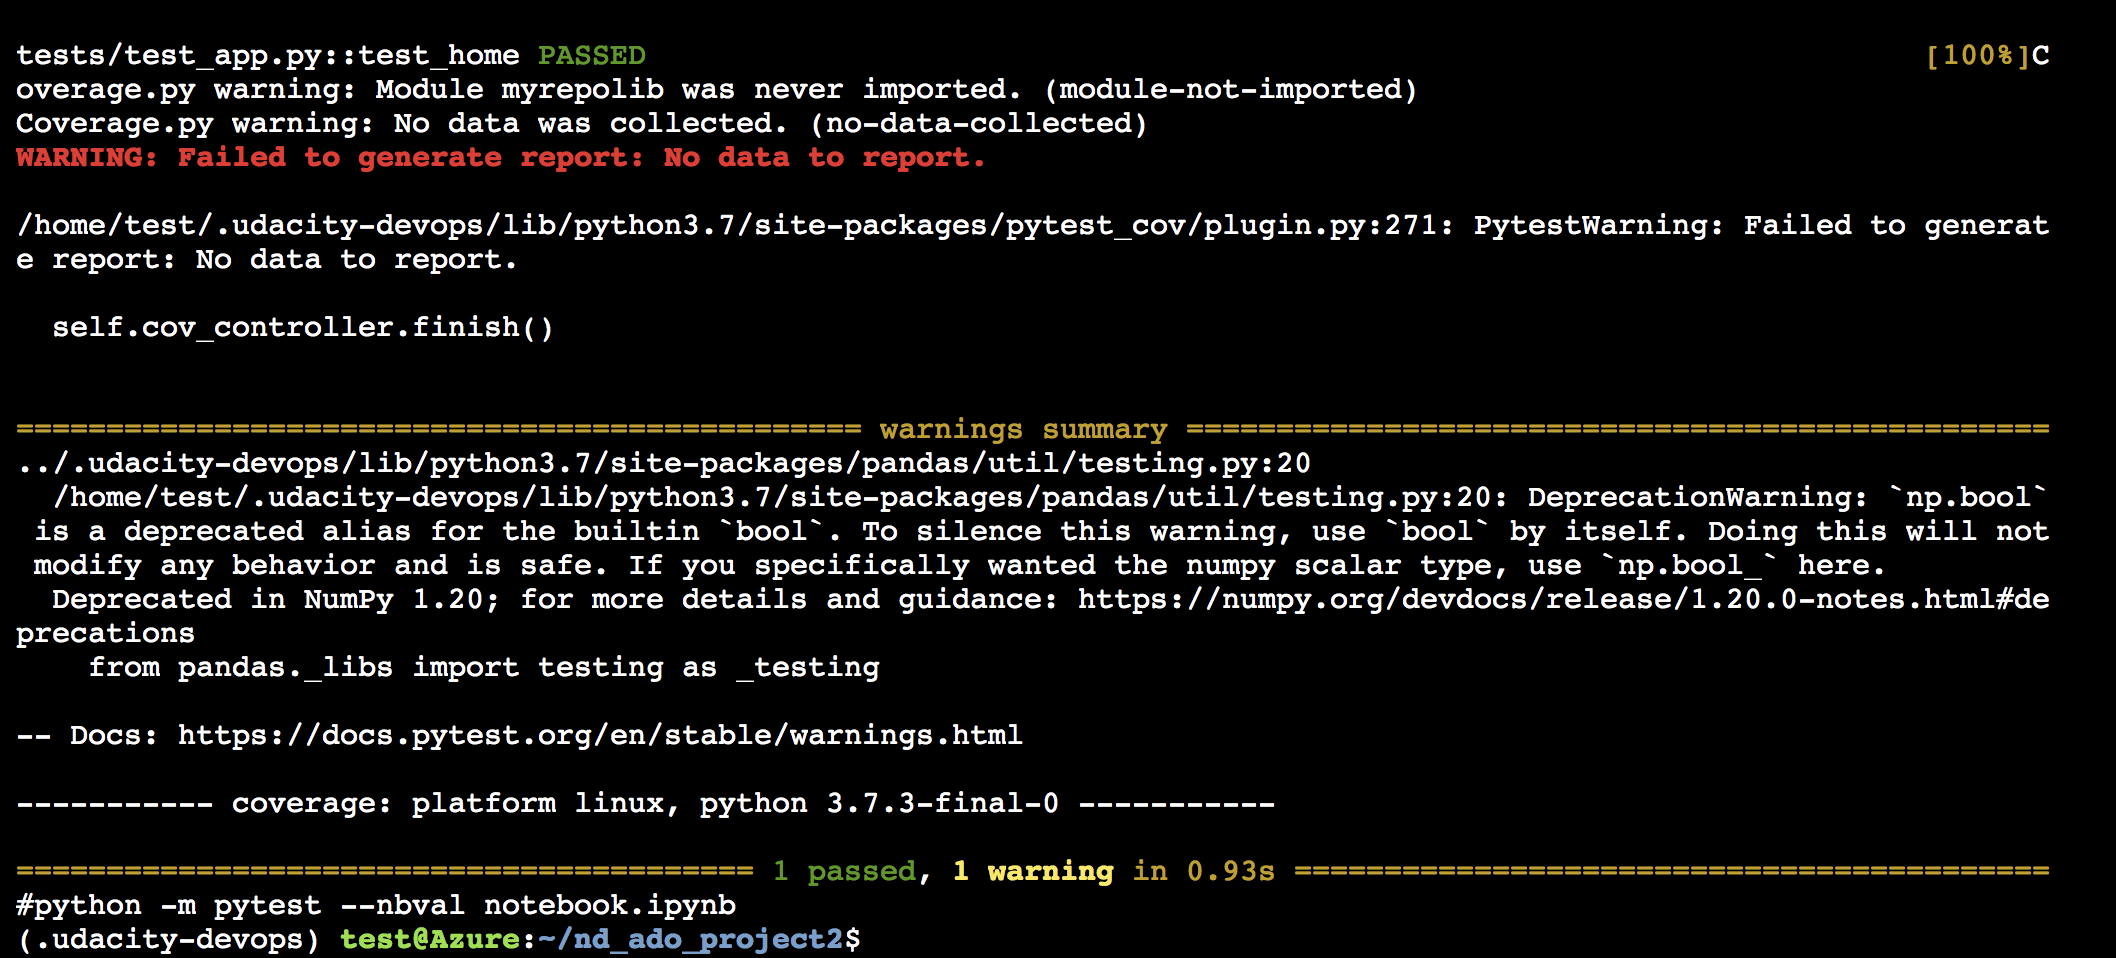 tests/test_app.py::test_home PASSED [100%]C
overage.py warning: Module myrepolib was never imported. (module-not-imported)
Coverage.py warning: No data was collected. (no-data-collected)
WARNING: Failed to generate report: No data to report.
/home/test/.udacity-devops/lib/python3.7/site-packages/pytest_cov/plugin.py:271: PytestWarning: Failed to generat
e report: No data to report.
self.cov_controller.finish()
=============================================== warnings summary ================================================
../.udacity-devops/lib/python3.7/site-packages/pandas/util/testing.py:20
/home/test/.udacity-devops/lib/python3.7/site-packages/pandas/util/testing.py:20: DeprecationWarning: `np.bool`
is a deprecated alias for the builtin `bool`. To silence this warning, use `bool` by itself. Doing this will not
modify any behavior and is safe. If you specifically wanted the numpy scalar type, use `np.bool_` here.
Deprecated in NumPy 1.20; for more details and guidance: https://numpy.org/devdocs/release/1.20.0-notes.html#de
precations
from pandas._libs import testing as _testing
-- Docs: https://docs.pytest.org/en/stable/warnings.html
----------- coverage: platform linux, python 3.7.3-final-0 -----------
========================================= 1 passed, 1 warning in 0.93s ==========================================
#python -m pytest --nbval notebook.ipynb
(.udacity-devops) test@Azure:~/nd_ado_project2$